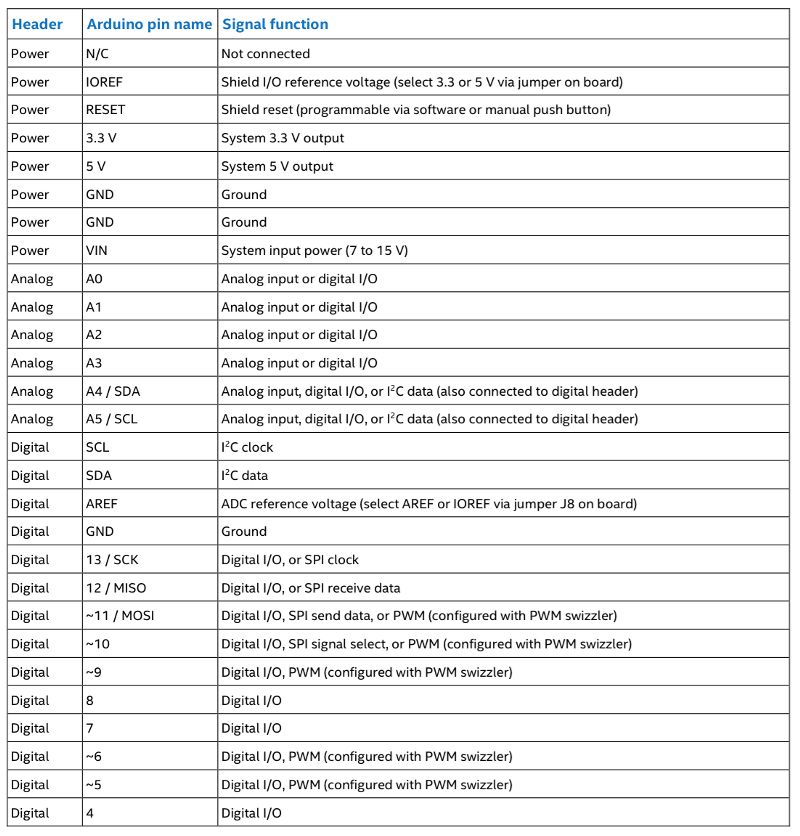 Header Arduino pin name Signal function
Power N/C Not connected
Power IOREF Shield I/O reference voltage (select 3.3 or 5 V via jumper on board)
Power RESET Shield reset (programmable via software or manual push button)
Power 3.3 V System 3.3 V output
Power 5 V System 5 V output
Power GND Ground
Power GND Ground
Power VIN System input power (7 to 15 V)
Analog A0 Analog input or digital I/O
Analog A1 Analog input or digital I/O
Analog A2 Analog input or digital I/O
Analog A3 Analog input or digital I/O
Analog A4 / SDA Analog input, digital I/O, or I²C data (also connected to digital header)
Analog A5 / SCL Analog input, digital I/O, or I²C data (also connected to digital header)
Digital SCL I²C clock
Digital SDA I²C data
Digital AREF ADC reference voltage (select AREF or IOREF via jumper J8 on board)
Digital GND Ground
Digital 13 / SCK Digital I/O, or SPI clock
Digital 12 / MISO Digital I/O, or SPI receive data
Digital ~11 / MOSI Digital I/O, SPI send data, or PWM (configured with PWM swizzler)
Digital ~10 Digital I/O, SPI signal select, or PWM (configured with PWM swizzler)
Digital ~9 Digital I/O, PWM (configured with PWM swizzler)
Digital 8 Digital I/O
Digital 7 Digital I/O
Digital ~6 Digital I/O, PWM (configured with PWM swizzler)
Digital ~5 Digital I/O, PWM (configured with PWM swizzler)
Digital 4 Digital I/O